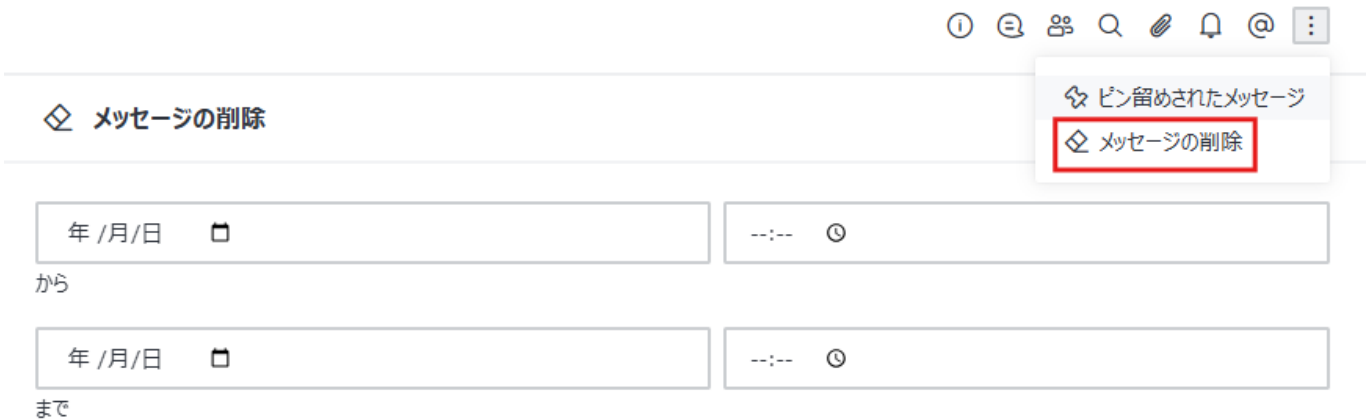 ピン留めされたメッセージ
メッセージの削除
メッセージの削除
年 /月/日 --:--
から
年 /月/日 --:--
まで